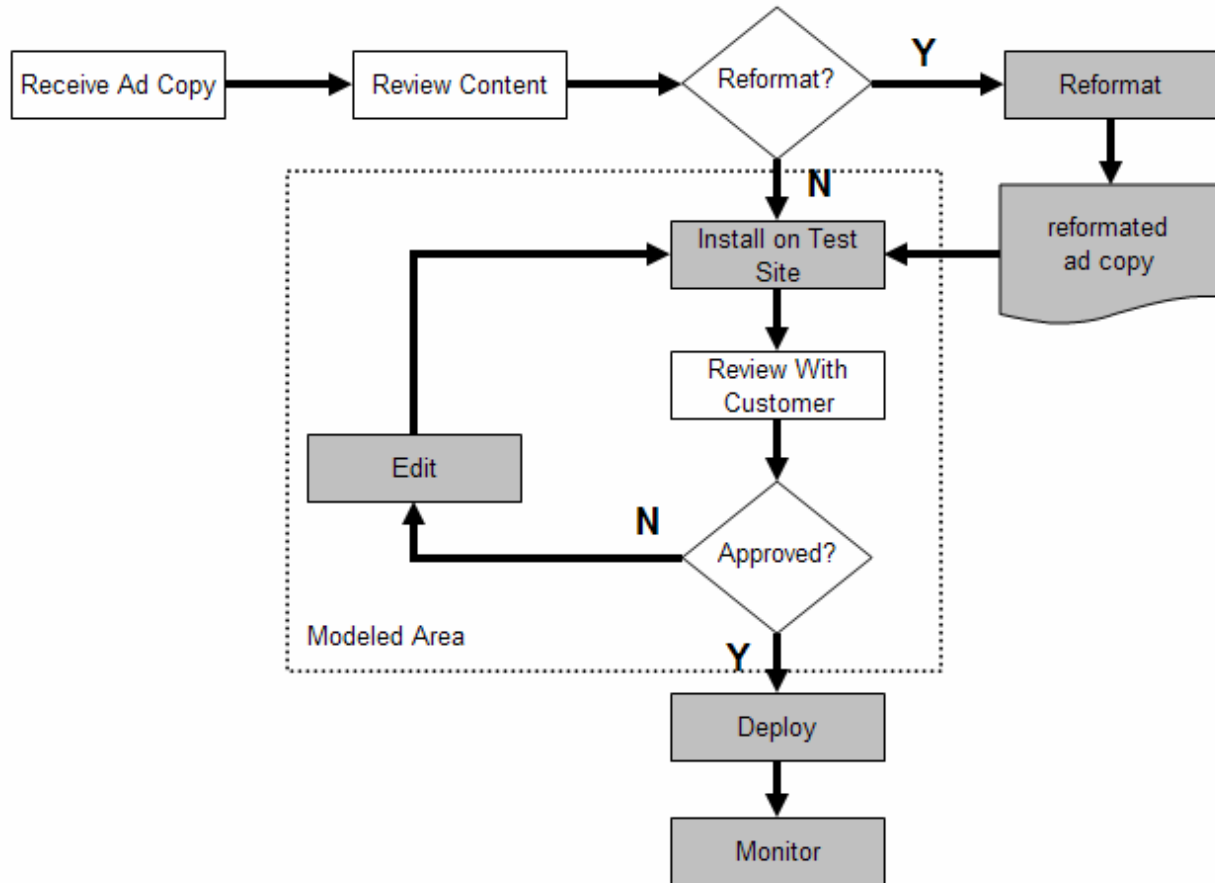 Receive Ad Copy
Review Content
Reformat?
Y
Reformat
N
Install on Test
Site
reformated
ad copy
Review With
Customer
Edit
N
Approved?
Modeled Area
Y
Deploy
Monitor